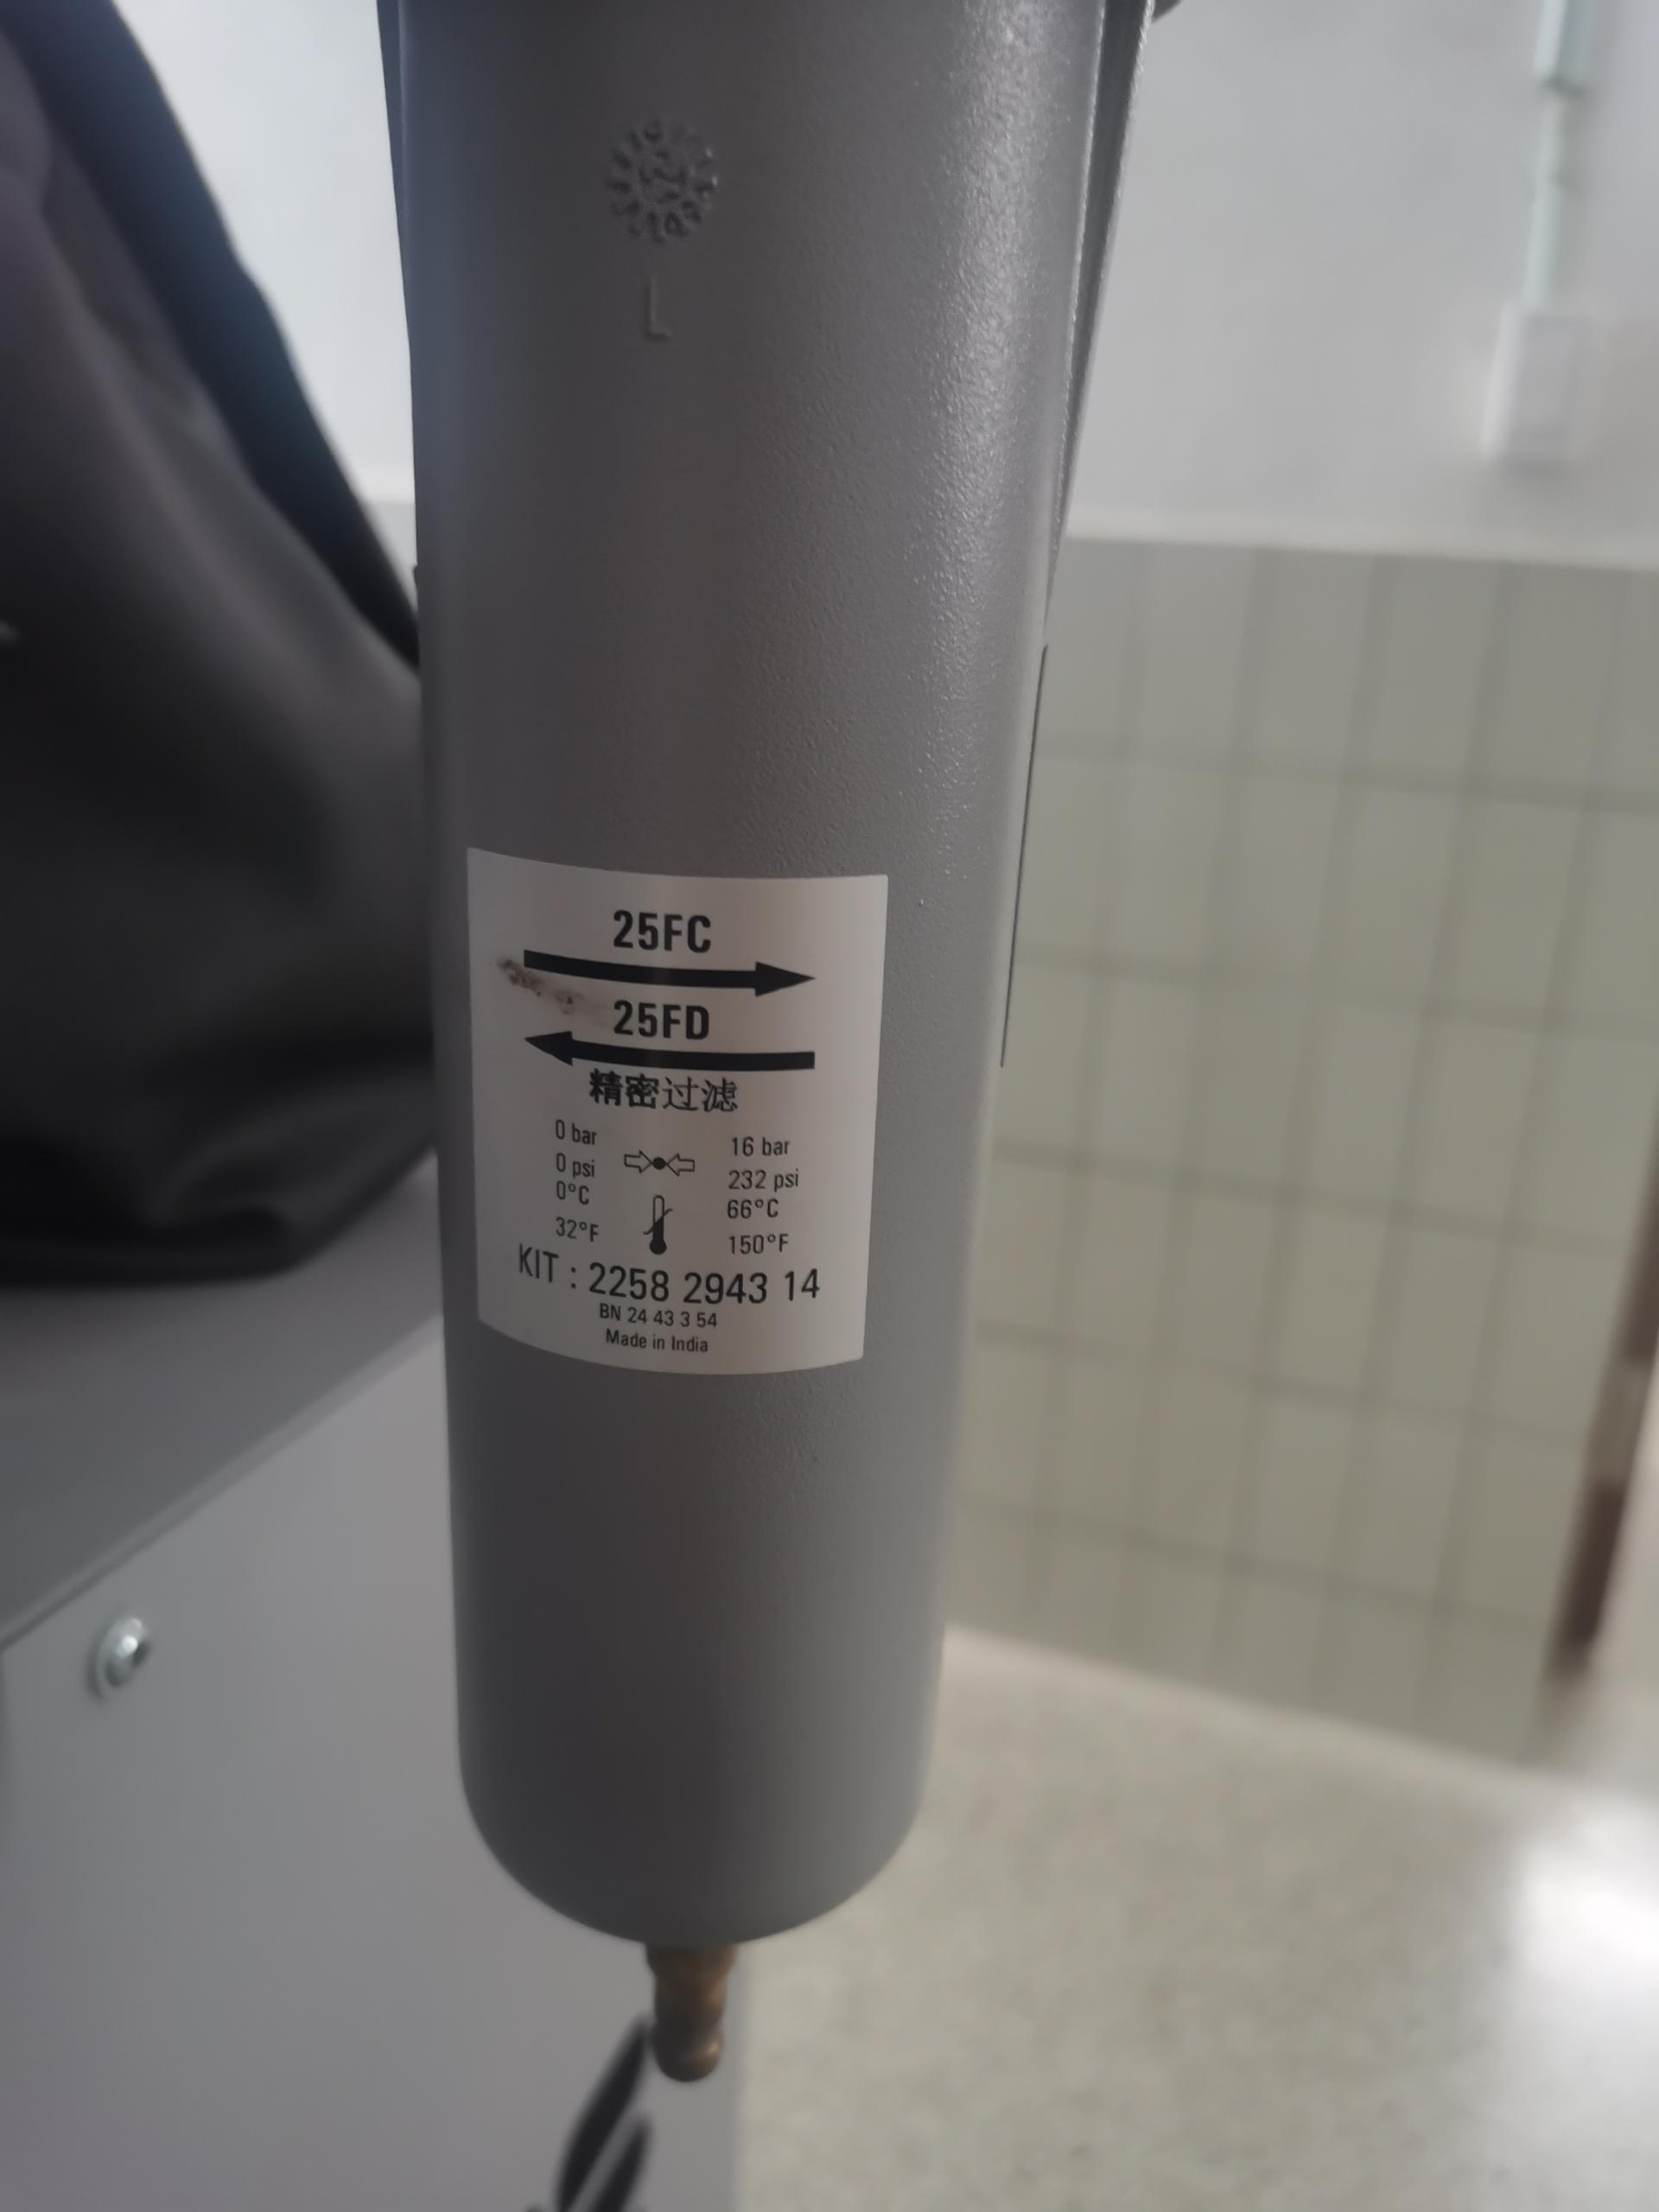 L
25FC
25FD
精密过滤
0 bar 16 bar
0 psi 232 psi
0°C 66°C
32°F 150°F
KIT : 2258 2943 14
BN 24 43 3 54
Made in India